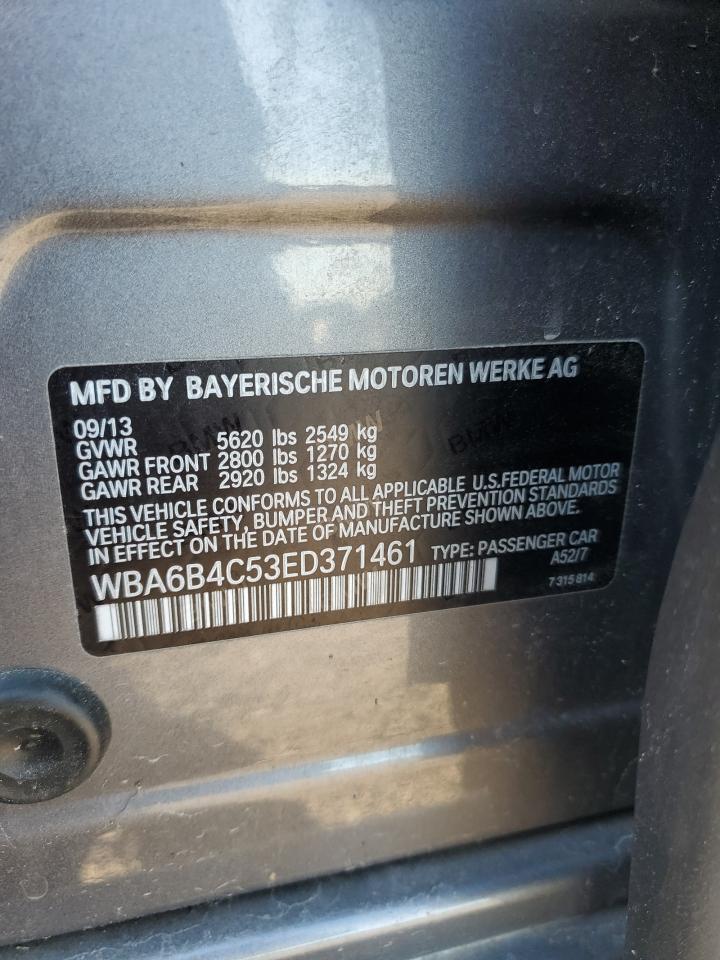 MFD BY BAYERISCHE MOTOREN WERKE AG
09/13
GVWR 5620 lbs 2549 kg
GAWR FRONT 2800 lbs 1270 kg
GAWR REAR 2920 lbs 1324 kg
THIS VEHICLE CONFORMS TO ALL APPLICABLE U.S.FEDERAL MOTOR
VEHICLE SAFETY, BUMPER AND THEFT PREVENTION STANDARDS
IN EFFECT ON THE DATE OF MANUFACTURE SHOWN ABOVE.
WBA6B4C53ED371461 TYPE: PASSENGER CAR
A52/7
7 315 814
BMW
BMW